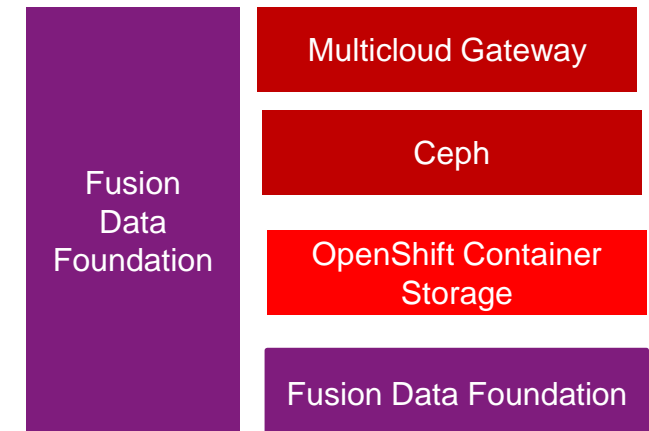 Fusion
Data
Foundation
Multicloud Gateway
Ceph
OpenShift Container
Storage
Fusion Data Foundation